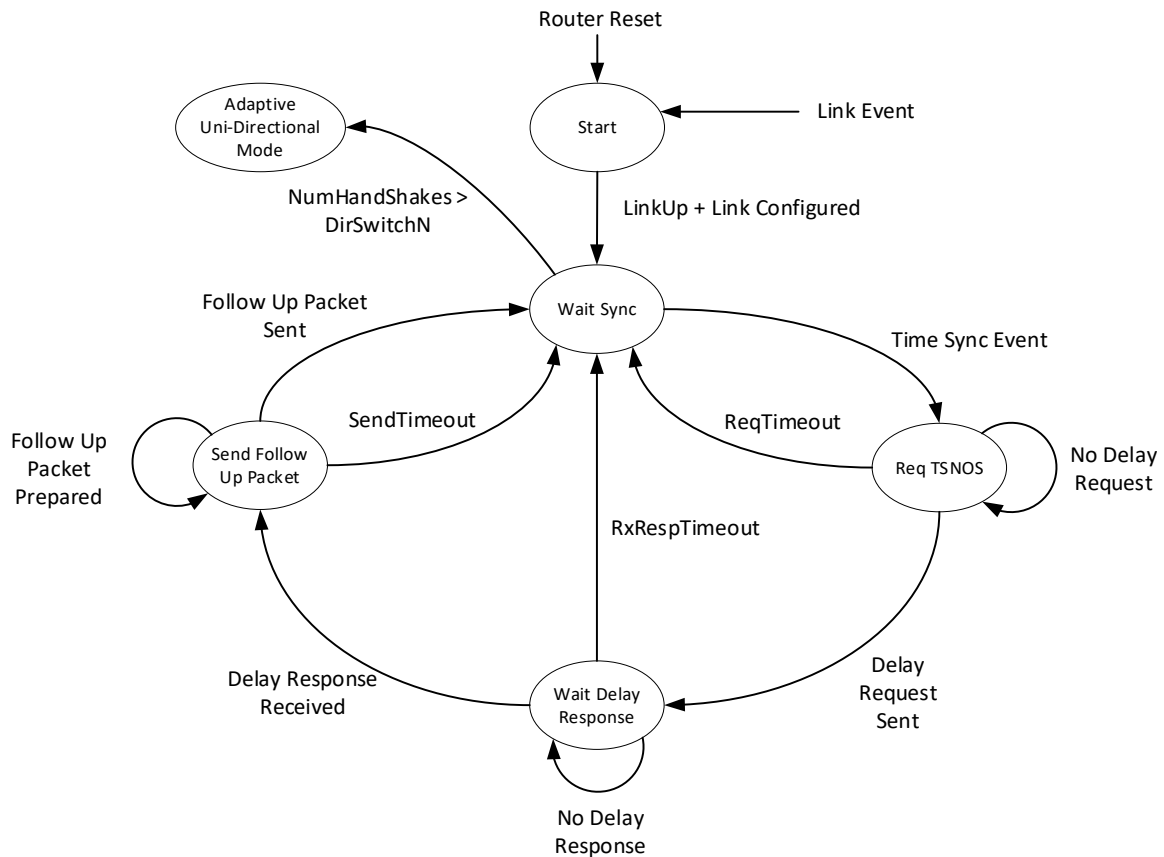 Router Reset
Adaptive
Uni-Directional
Mode
Start
Link Event
NumHandShakes >
DirSwitchN
LinkUp + Link Configured
Follow Up Packet
Sent
Wait Sync
Time Sync Event
SendTimeout
ReqTimeout
Follow Up
Packet
Prepared
Send Follow
Up Packet
Req TSNOS
No Delay
Request
RxRespTimeout
Delay Response
Received
Wait Delay
Response
Delay
Request
Sent
No Delay
Response